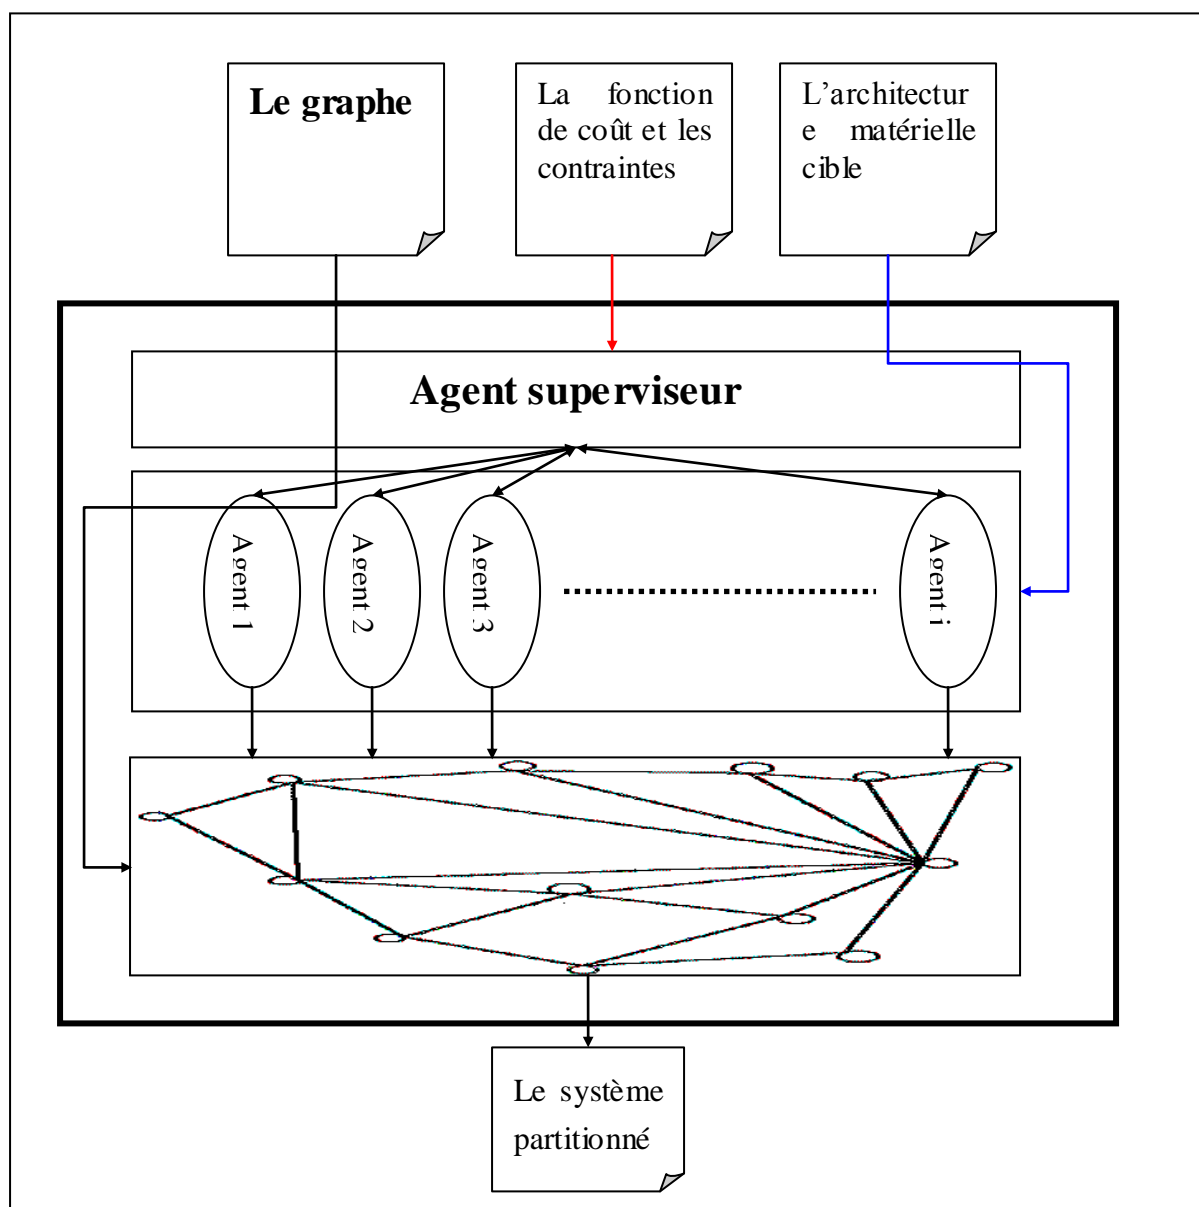 Le graphe
La fonction
de coût et les
contraintes
L'architectur
e matérielle
cible
Agent superviseur
Agent 1
Agent 2
Agent 3
Agent i
Le système
partitionné